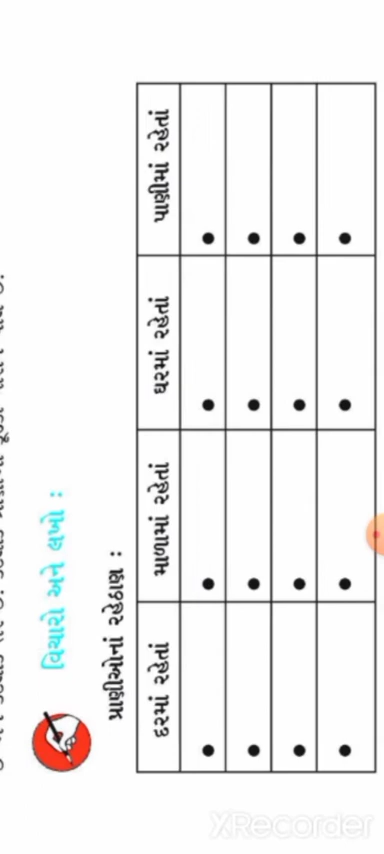 વિચારો અને લખો :
પ્રાણીઓનાં રહેઠાણ :
દરમાં રહેતાં માળામાં રહેતાં ઘરમાં રહેતાં પાણીમાં રહેતાં
XRecorder